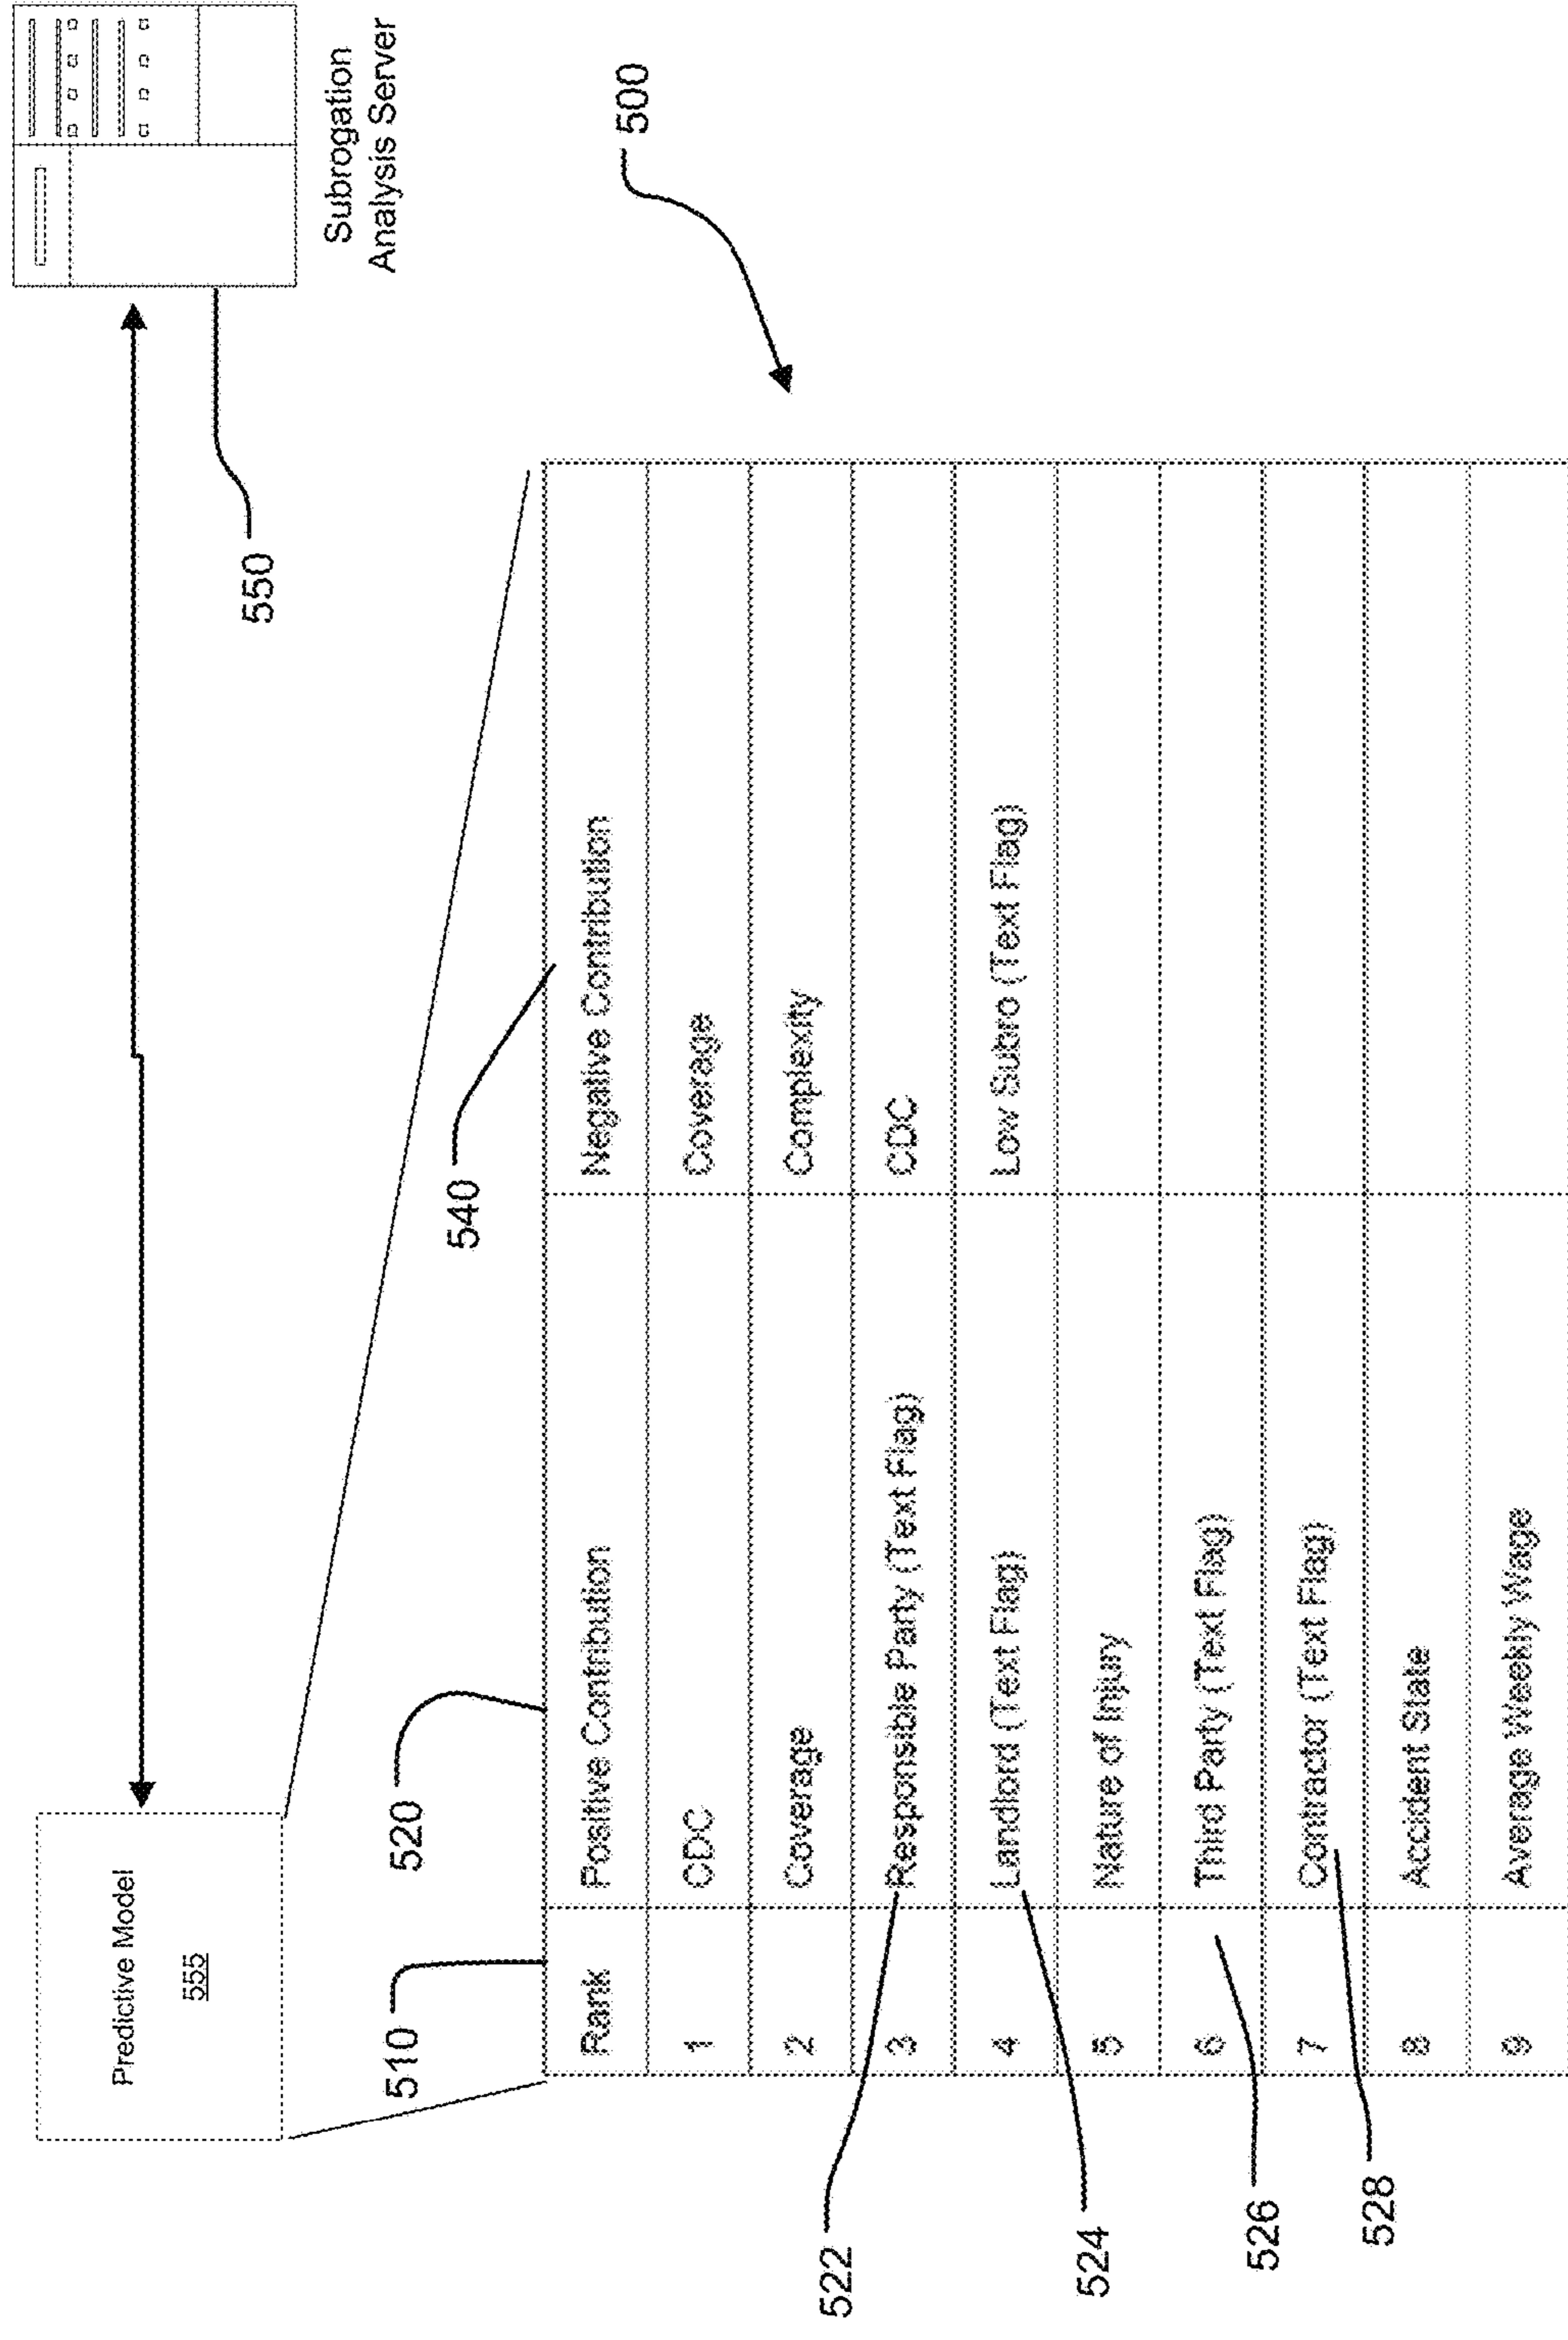 Predictive Model
555
Subrogation
Analysis Server
550
500
510
520
540
Rank Positive Contribution Negative Contribution
1 CDC Coverage
2 Coverage Complexity
3 Responsible Party (Text Flag) CDC
4 Landlord (Text Flag) Low Subro (Text Flag)
5 Nature of Injury
6 Third Party (Text Flag)
7 Contractor (Text Flag)
8 Accident State
9 Average Weekly Wage
522
524
526
528